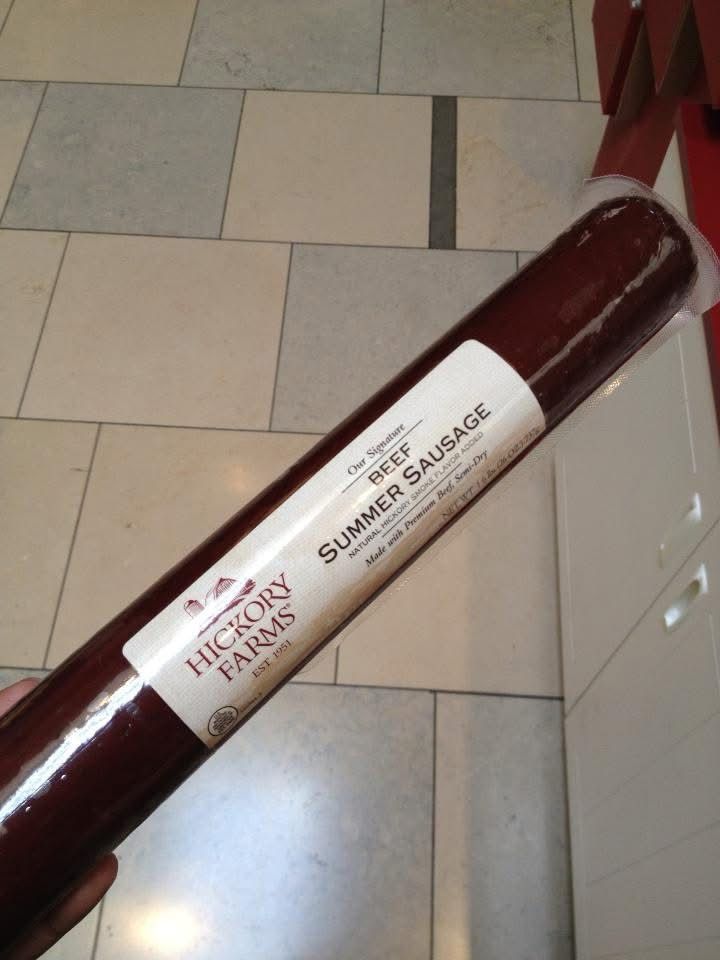 Our Signature
BEEF
SUMMER SAUSAGE
NATURAL HICKORY SMOKE FLAVOR ADDED
Made with Premium Beef, Semi-Dry
HICKORY
FARMS®
EST 1951